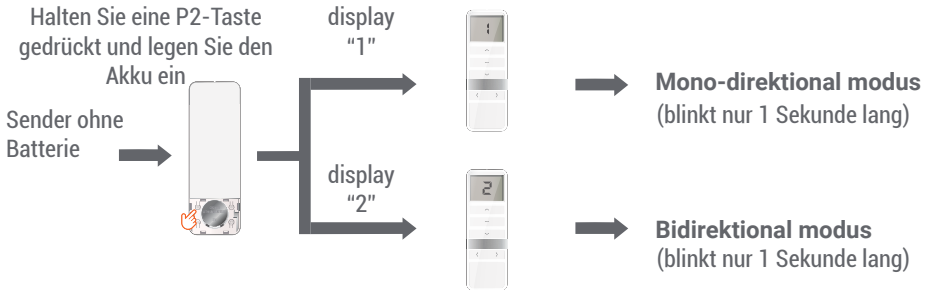 Halten Sie eine P2-Taste
gedrückt und legen Sie den
Akku ein
Sender ohne
Batterie
display
“1”
1
Mono-direktional modus
(blinkt nur 1 Sekunde lang)
display
“2”
2
Bidirektional modus
(blinkt nur 1 Sekunde lang)